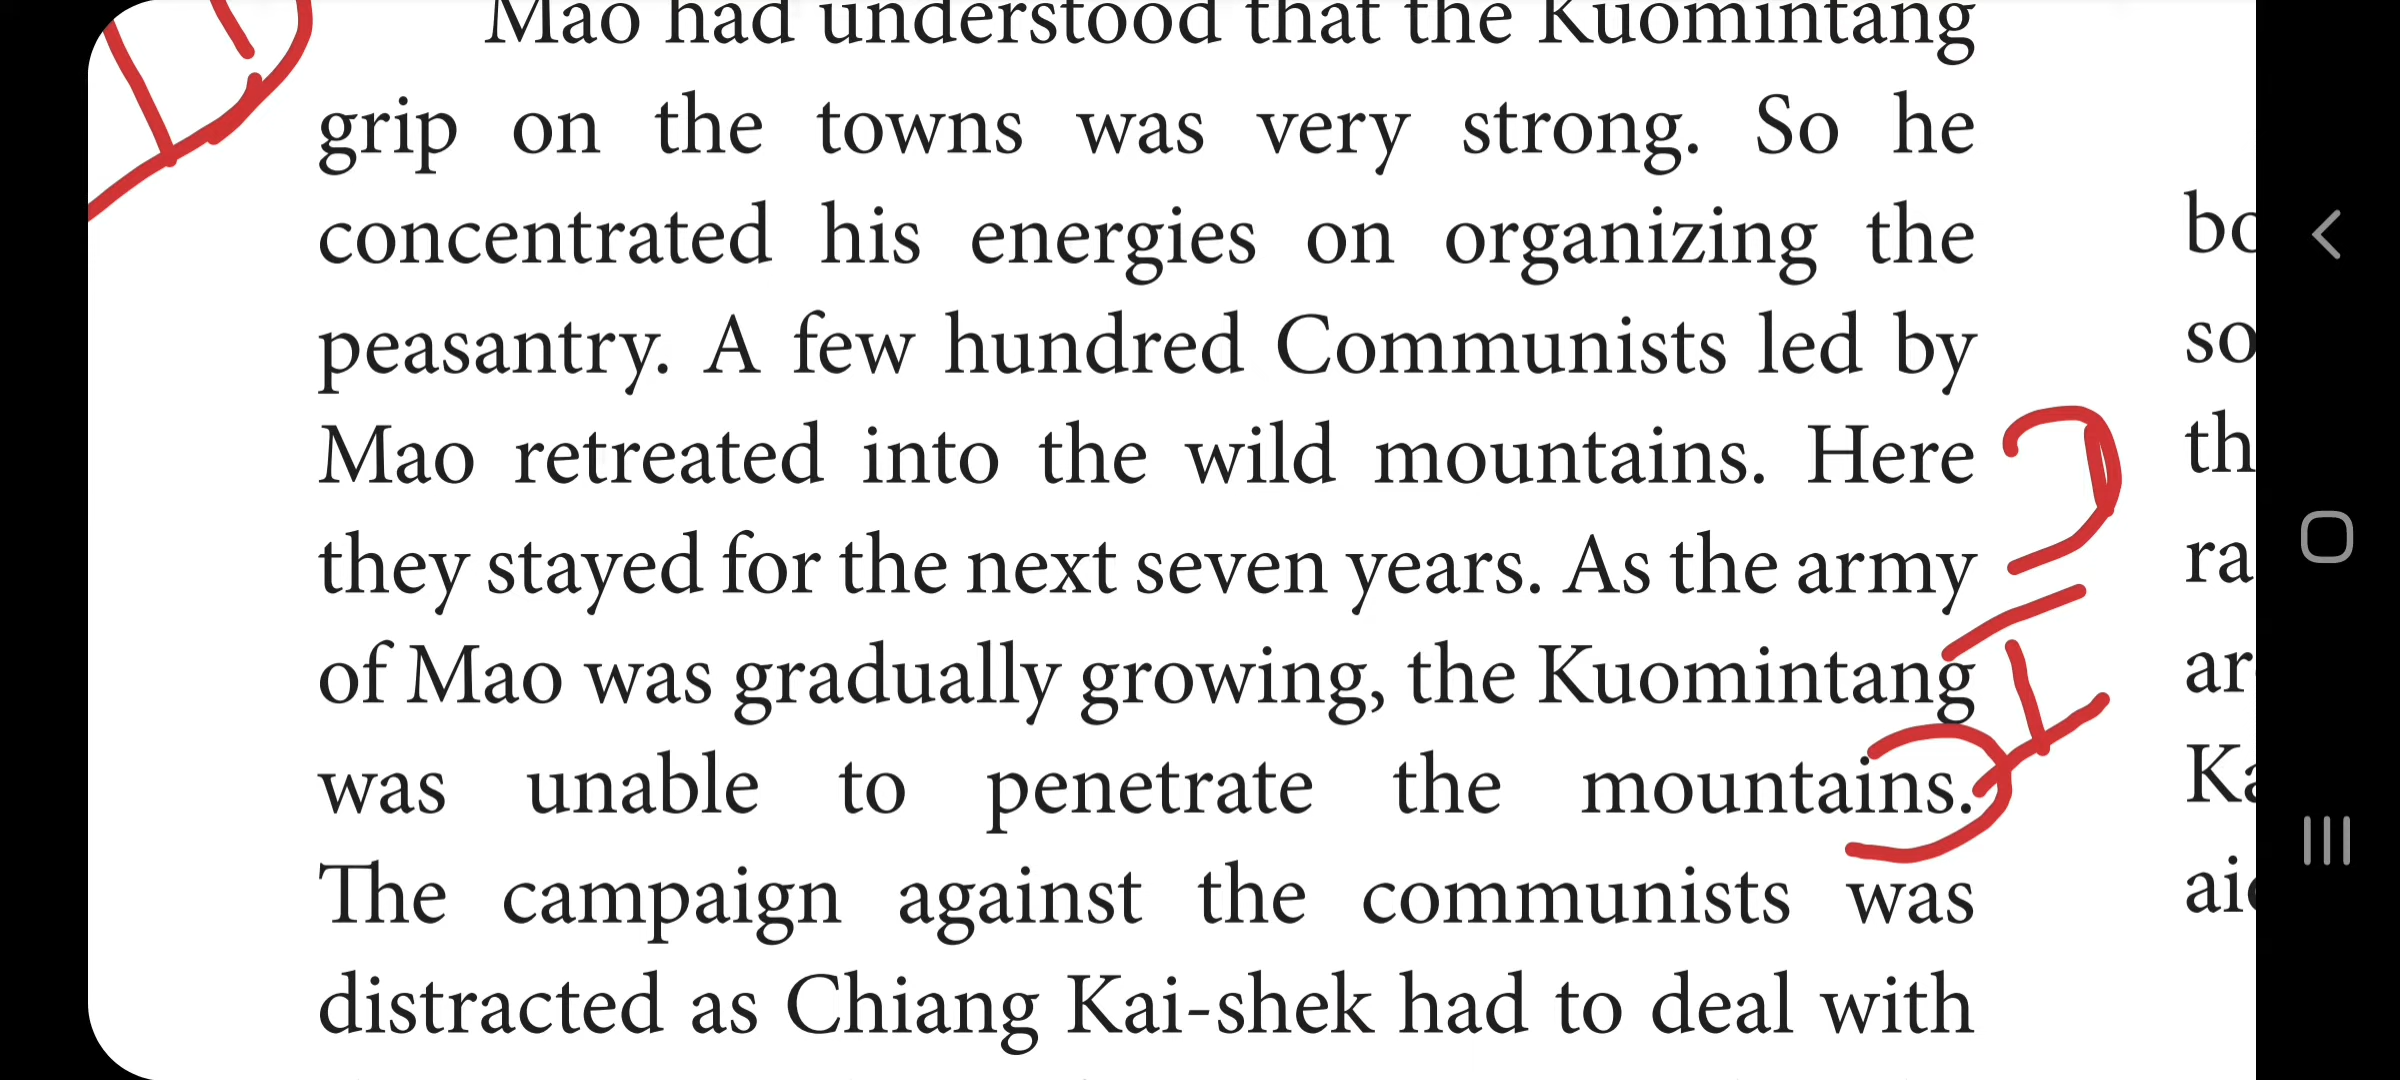 Mao had understood that the Kuomintang
grip on the towns was very strong. So he
concentrated his energies on organizing the
peasantry. A few hundred Communists led by
Mao retreated into the wild mountains. Here
they stayed for the next seven years. As the army
of Mao was gradually growing, the Kuomintang
was unable to penetrate the mountains.
The campaign against the communists was
distracted as Chiang Kai-shek had to deal with